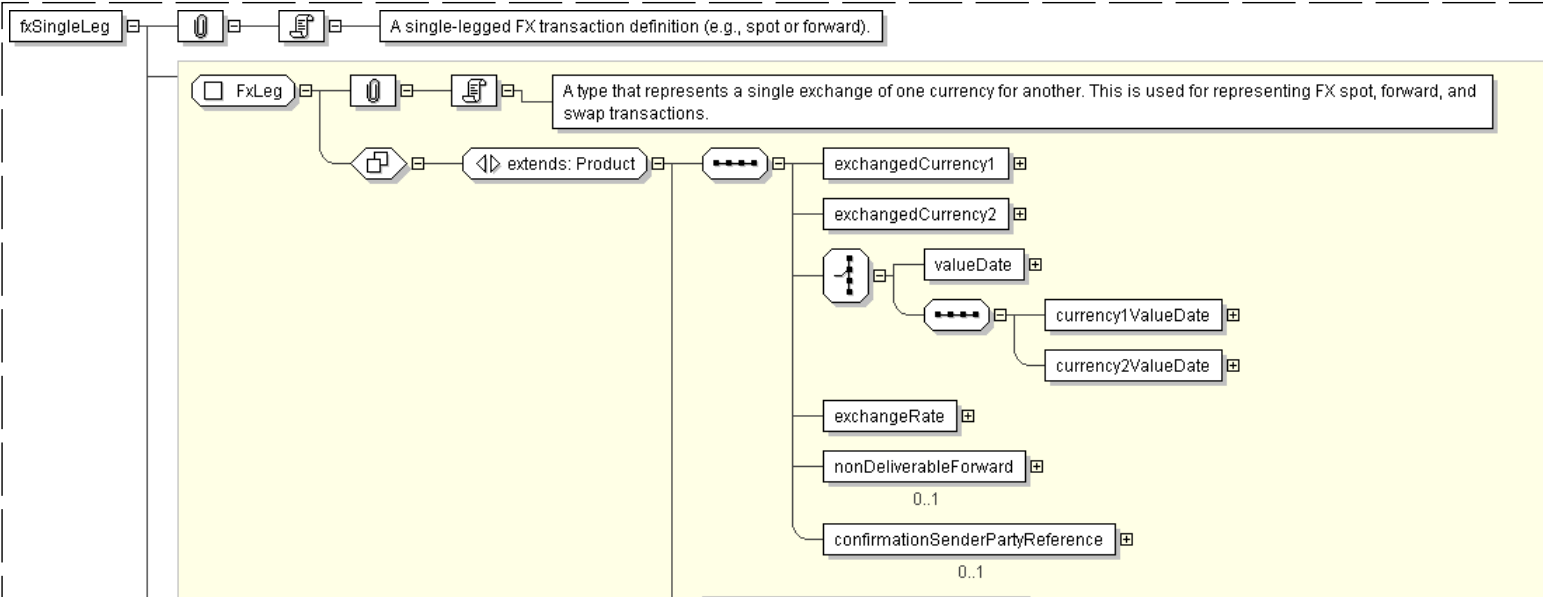 fxSingleLeg
A single-legged FX transaction definition (e.g., spot or forward).
FxLeg
A type that represents a single exchange of one currency for another. This is used for representing FX spot, forward, and
swap transactions.
extends: Product
exchangedCurrency1
exchangedCurrency2
valueDate
currency1ValueDate
currency2ValueDate
exchangeRate
nonDeliverableForward
0..1
confirmationSenderPartyReference
0..1